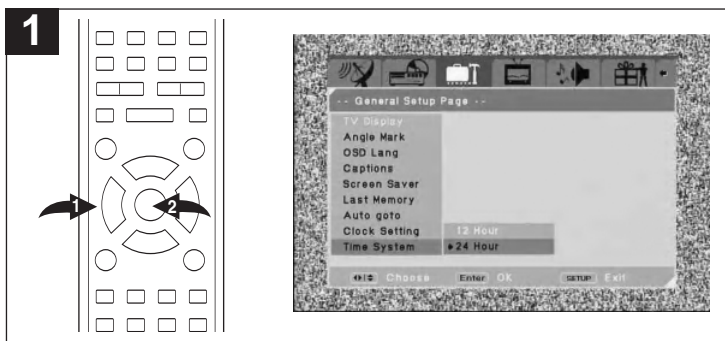 1
1
2
-- General Setup Page --
TV Display
Angle Mark
OSD Lang
Captions
Screen Saver
Last Memory
Auto goto
Clock Setting
12 Hour
Time System
24 Hour
Choose
Enter
OK
SETUP
Exit